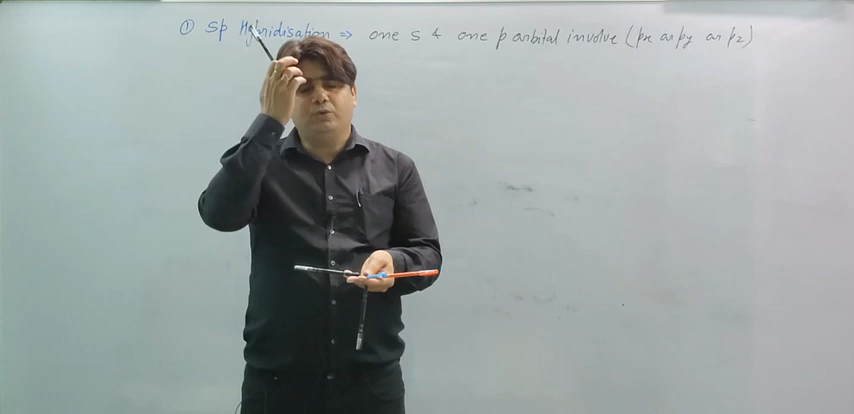 ① Sp Hybridisation ⇒ one s & one p orbital involve (px or py or pz)